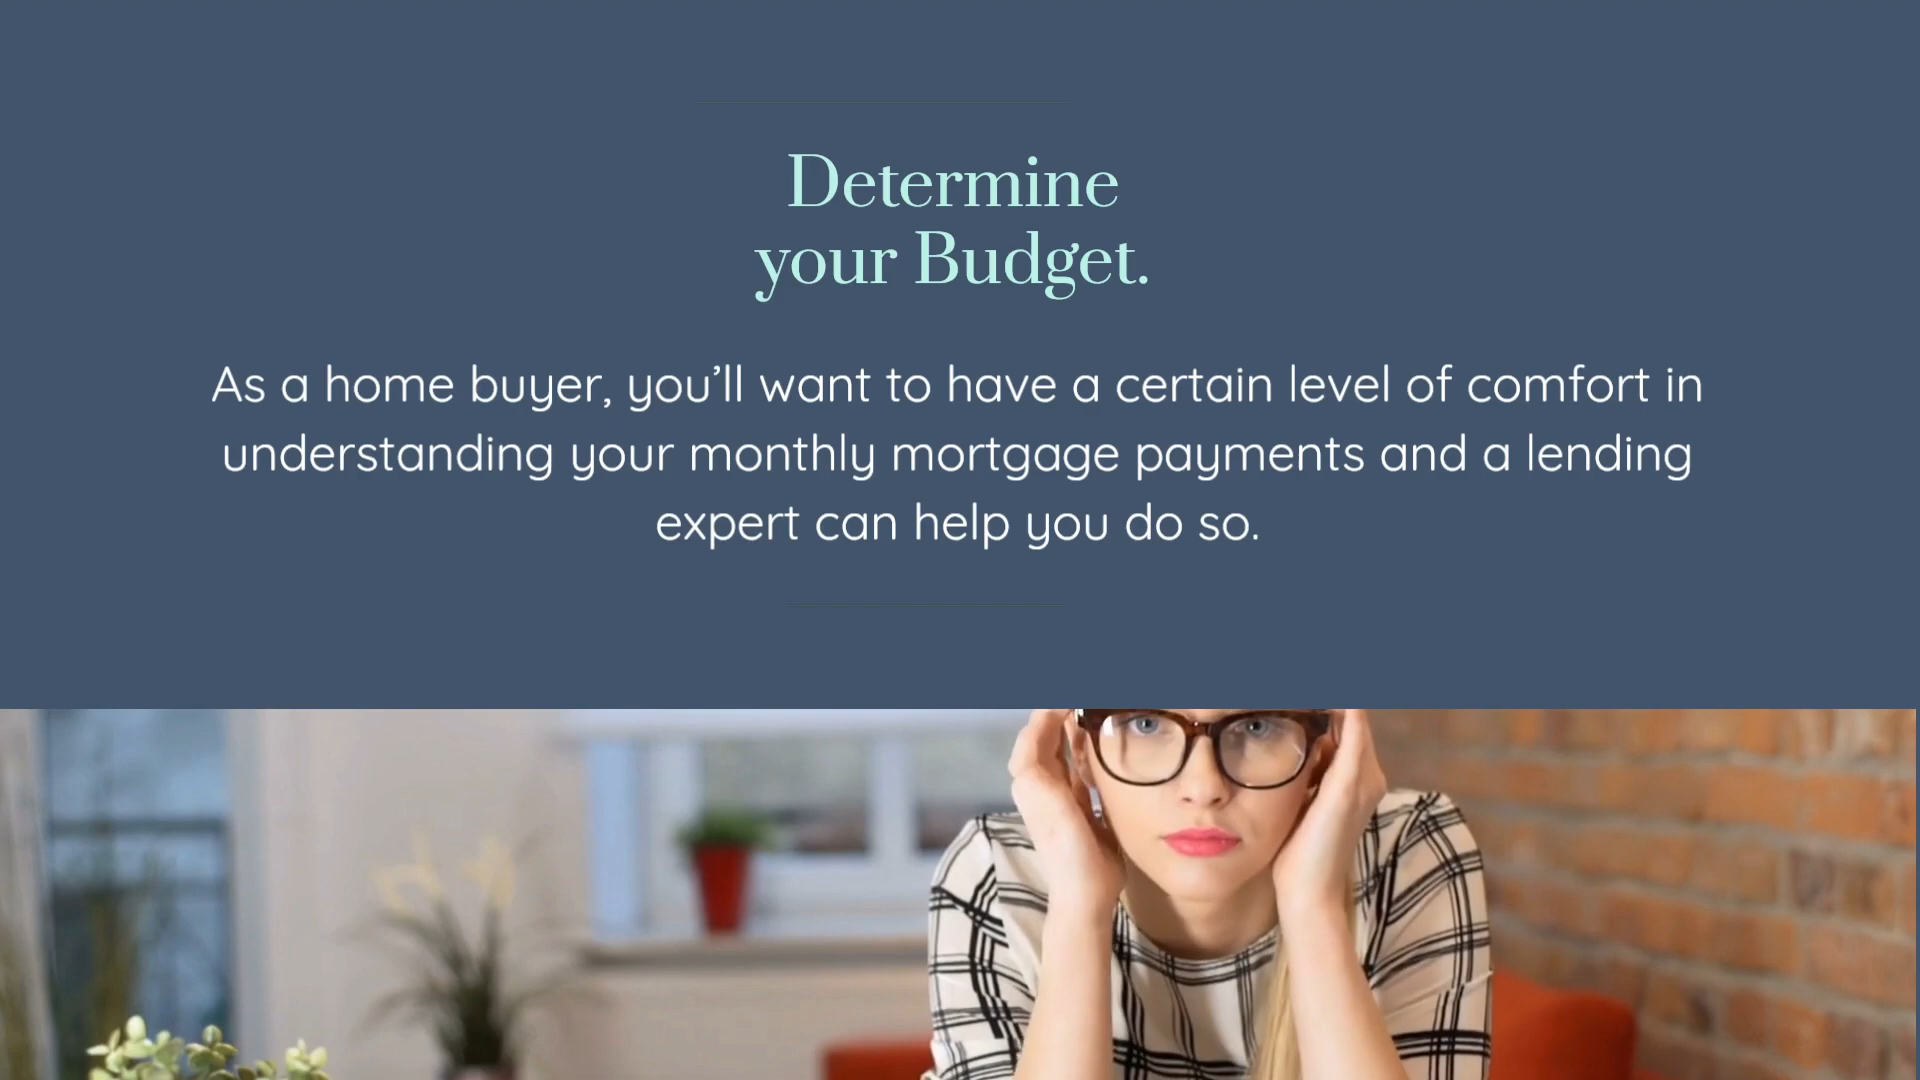 Determine
your Budget.
As a home buyer, you’ll want to have a certain level of comfort in
understanding your monthly mortgage payments and a lending
expert can help you do so.